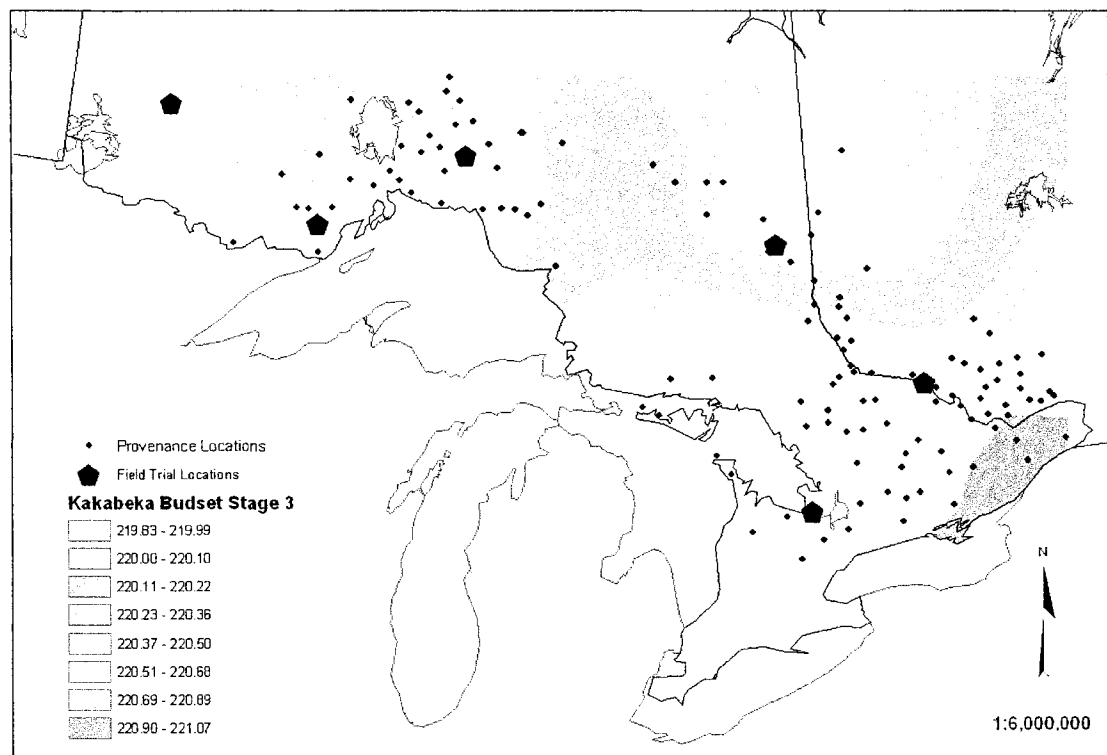 Provenance Locations
Field Trial Locations
Kakabeka Budset Stage 3
219.83 - 219.99
220.00 - 220.10
220.11 - 220.22
220.23 - 220.36
220.37 - 220.50
220.51 - 220.68
220.69 - 220.89
220.90 - 221.07
N
1:6,000,000